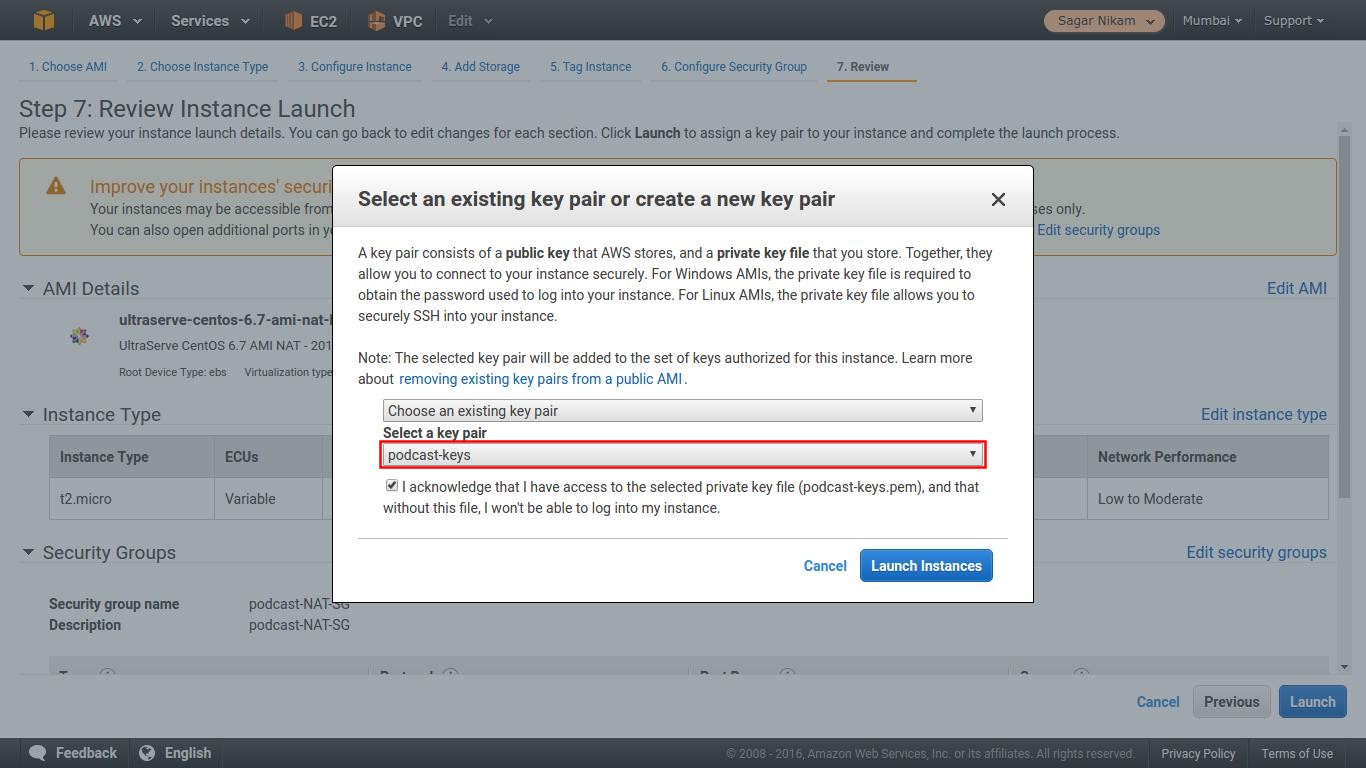 AWS Services EC2 VPC Edit Sagar Nikam Mumbai Support
1. Choose AMI 2. Choose Instance Type 3. Configure Instance 4. Add Storage 5. Tag Instance 6. Configure Security Group 7. Review
Step 7: Review Instance Launch
Please review your instance launch details. You can go back to edit changes for each section. Click Launch to assign a key pair to your instance and complete the launch process.
Improve your instances' securi
Your instances may be accessible from ses only.
You can also open additional ports in Edit security groups
Select an existing key pair or create a new key pair
A key pair consists of a public key that AWS stores, and a private key file that you store. Together, they
allow you to connect to your instance securely. For Windows AMIs, the private key file is required to
obtain the password used to log into your instance. For Linux AMIs, the private key file allows you to
securely SSH into your instance.
Note: The selected key pair will be added to the set of keys authorized for this instance. Learn more
about removing existing key pairs from a public AMI.
Choose an existing key pair
Select a key pair
podcast-keys
I acknowledge that I have access to the selected private key file (podcast-keys.pem), and that
without this file, I won't be able to log into my instance.
Cancel Launch Instances
AMI Details Edit AMI
ultraserve-centos-6.7-ami-nat-
UltraServe CentOS 6.7 AMI NAT - 201
Root Device Type: ebs Virtualization type
Instance Type Edit instance type
Instance Type ECUs Network Performance
t2.micro Variable Low to Moderate
Security Groups Edit security groups
Security group name podcast-NAT-SG
Description podcast-NAT-SG
Cancel Previous Launch
Feedback English © 2008 - 2016, Amazon Web Services, Inc. or its affiliates. All rights reserved. Privacy Policy Terms of Use